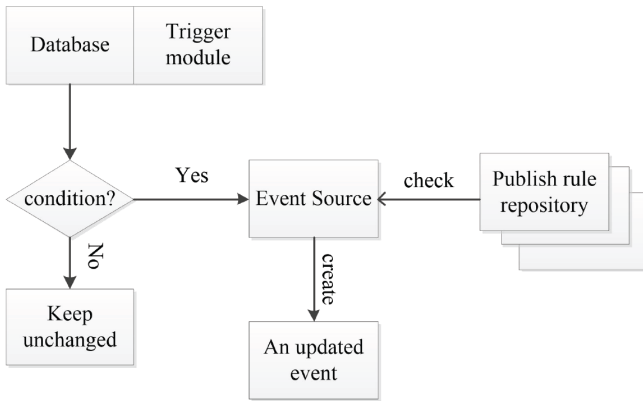 Database
Trigger
module
condition?
Yes
Event Source
check
Publish rule
repository
No
create
Keep
unchanged
An updated
event